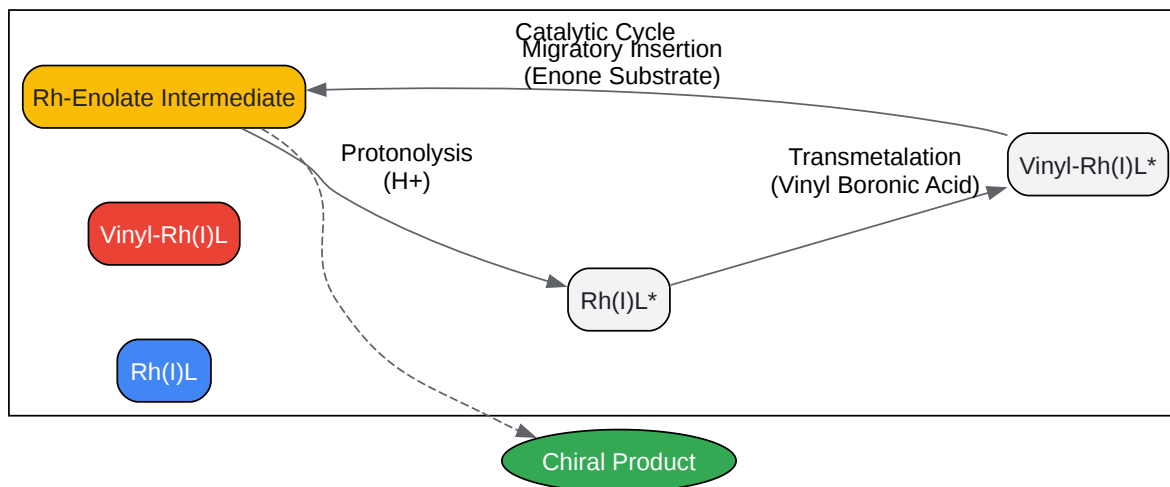 Catalytic Cycle
Migratory Insertion
(Enone Substrate)
Rh-Enolate Intermediate
Protonolysis
(H+)
Transmetalation
(Vinyl Boronic Acid)
Vinyl-Rh(I)L*
Vinyl-Rh(I)L
Rh(I)L*
Rh(I)L
Chiral Product